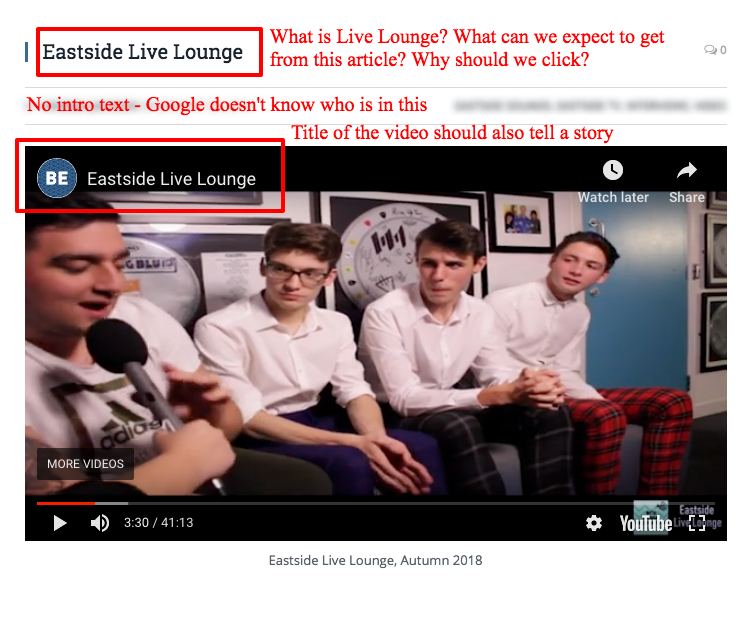 Eastside Live Lounge
What is Live Lounge? What can we expect to get
from this article? Why should we click?
0
No intro text - Google doesn't know who is in this
Title of the video should also tell a story
BE Eastside Live Lounge
Watch later Share
adidas
MORE VIDEOS
3:30 / 41:13
YouTube
Eastside
Live Lounge
Eastside Live Lounge, Autumn 2018